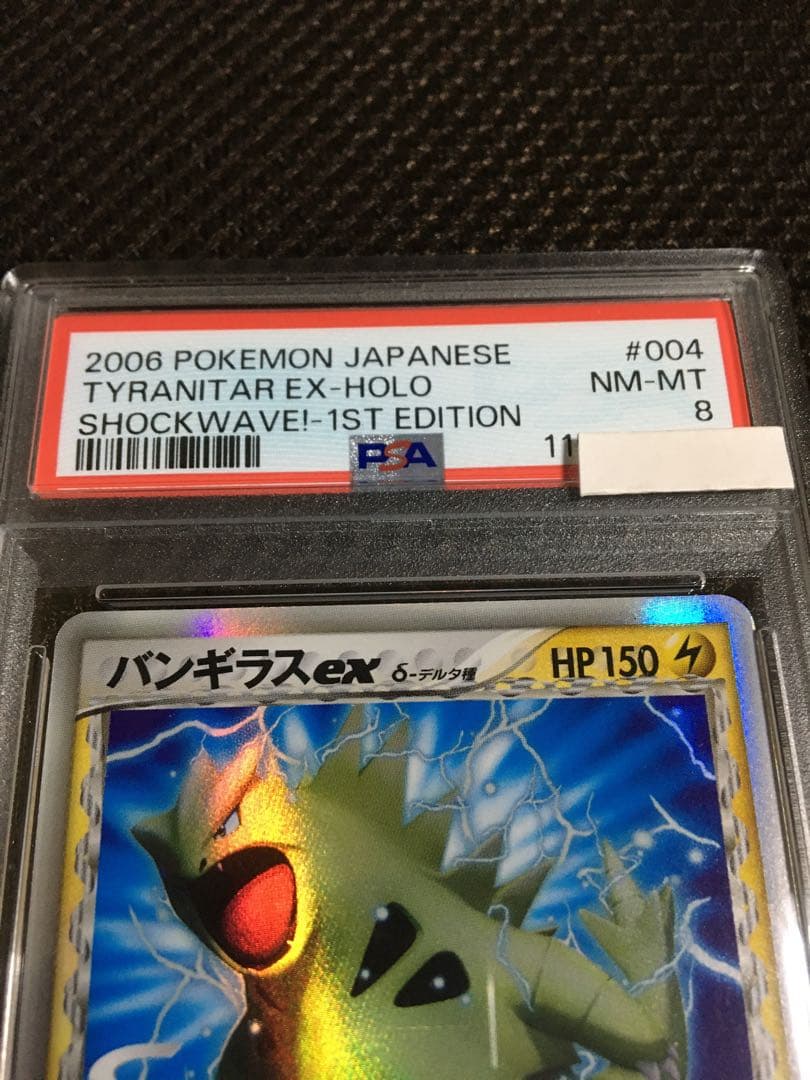 2006 POKEMON JAPANESE #004
TYRANITAR EX-HOLO NM-MT
SHOCKWAVE!-1ST EDITION 8
PSA 11
バンギラスex δ-デルタ種 HP150